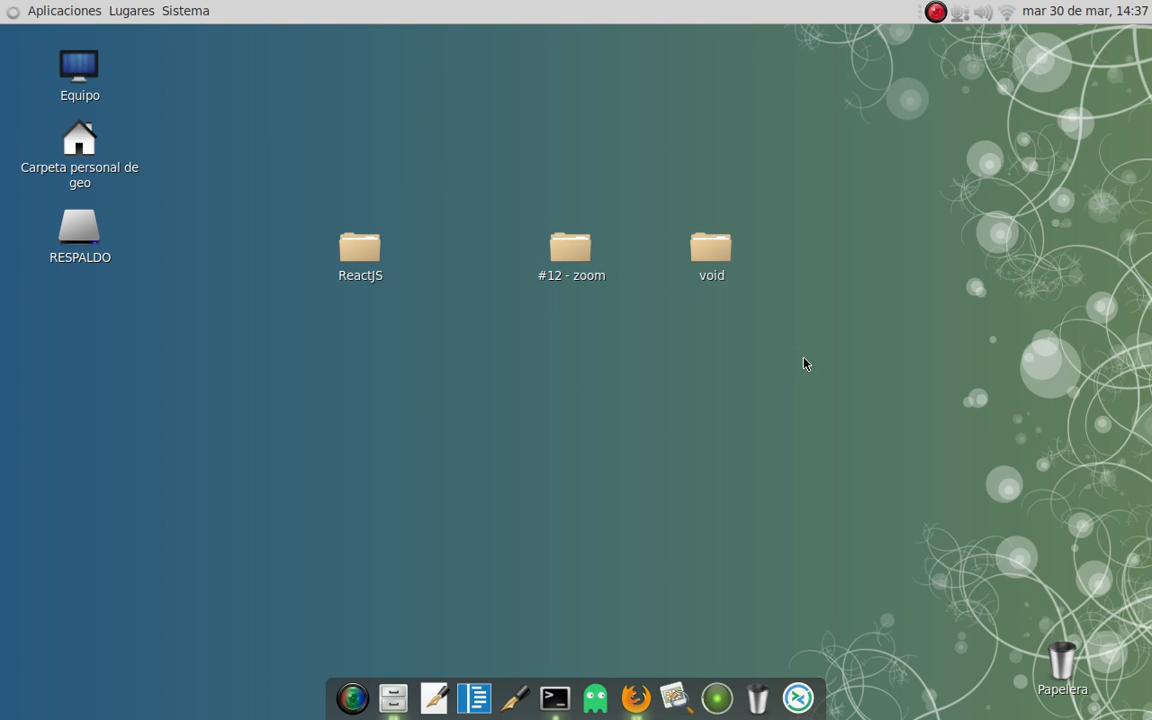 Aplicaciones Lugares Sistema
mar 30 de mar, 14:37
Equipo
Carpeta personal de
geo
RESPALDO
ReactJS
#12 - zoom
void
Papelera